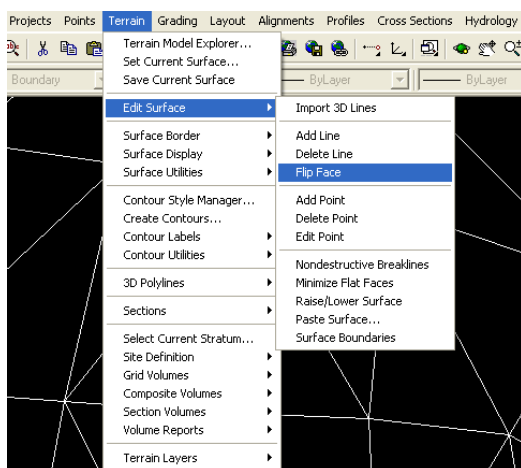 Projects Points Terrain Grading Layout Alignments Profiles Cross Sections Hydrology
Boundary
ByLayer
ByLayer
Terrain Model Explorer...
Set Current Surface...
Save Current Surface
Edit Surface
Surface Border
Surface Display
Surface Utilities
Contour Style Manager...
Create Contours...
Contour Labels
Contour Utilities
3D Polylines
Sections
Select Current Stratum...
Site Definition
Grid Volumes
Composite Volumes
Section Volumes
Volume Reports
Terrain Layers
Import 3D Lines
Add Line
Delete Line
Flip Face
Add Point
Delete Point
Edit Point
Nondestructive Breaklines
Minimize Flat Faces
Raise/Lower Surface
Paste Surface...
Surface Boundaries